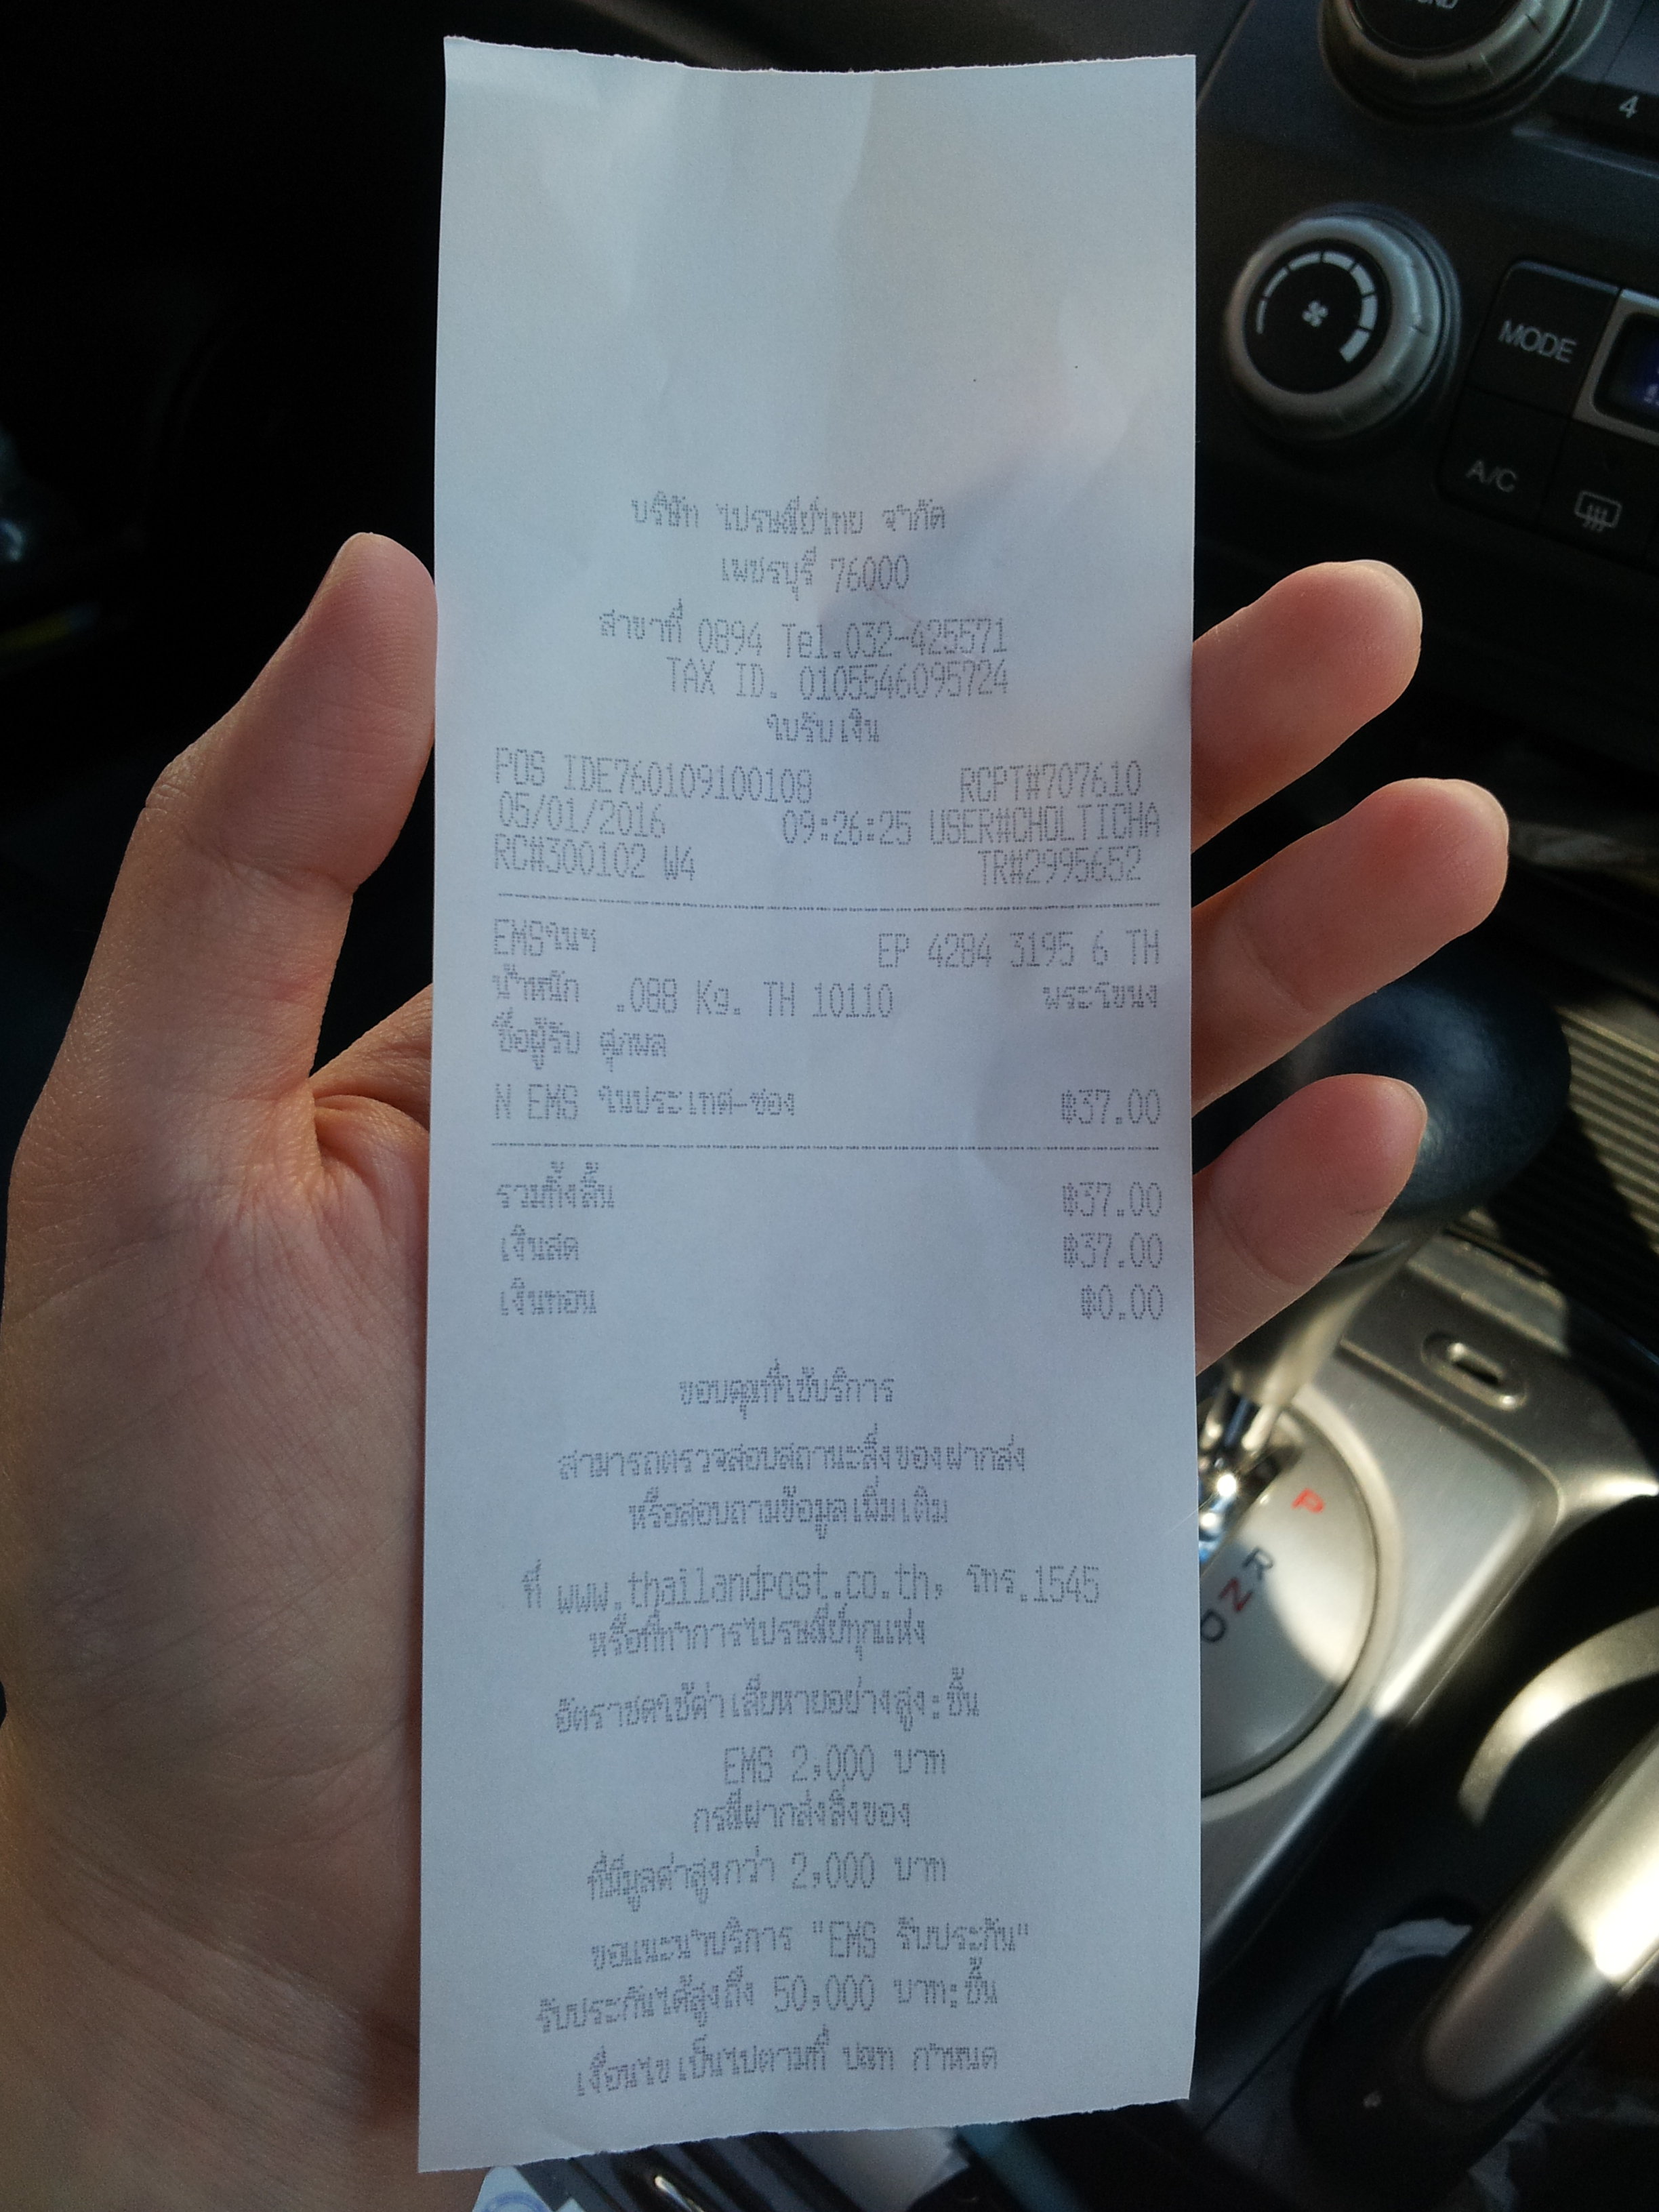 บริษัท ไปรษณีย์ไทย จำกัด
เพชรบุรี 76000
สาขาที่ 0894 Tel.032-425571
TAX ID. 0105546095724
ใบรับเงิน
POS IDE760109100108 RCPT#707610
05/01/2016 09:26:25 USER#CHOLTICHA
RC#300102 W4 TR#2995652
EMSในฯ EP 4284 3195 6 TH
น้ำหนัก .088 Kg. TH 10110 พระโขนง
ชื่อผู้รับ
N EMS ในประเทศ-ซอง ฿37.00
รวมทั้งสิ้น ฿37.00
เงินสด ฿37.00
เงินทอน ฿0.00
ขอบคุณที่ใช้บริการ
สามารถตรวจสอบสถานะสิ่งของฝากส่ง
หรือสอบถามข้อมูลเพิ่มเติม
ที่ www.thailandpost.co.th, โทร.1545
หรือที่ทำการไปรษณีย์ทุกแห่ง
อัตราชดใช้ค่าเสียหายอย่างสูง:ชิ้น
EMS 2,000 บาท
กรณีฝากส่งสิ่งของ
ที่มีมูลค่าสูงกว่า 2,000 บาท
ขอแนะนำบริการ "EMS รับประกัน"
รับประกันได้สูงถึง 50,000 บาท:ชิ้น
เงื่อนไขเป็นไปตามที่ ปณท กำหนด
4
MODE
A/C
P
R
N
D